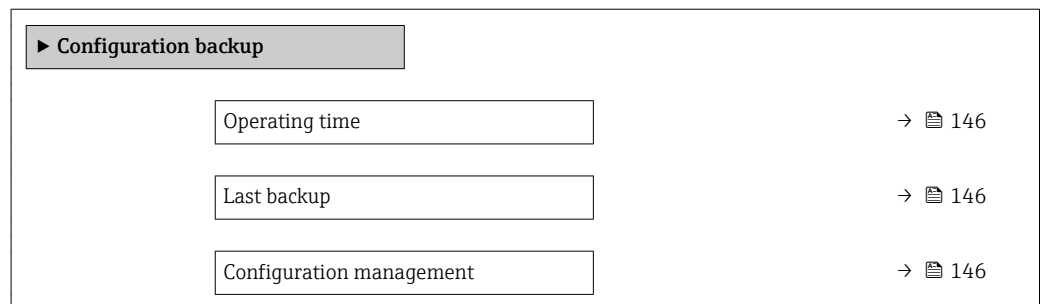 ▶ Configuration backup
Operating time → 🖺 146
Last backup → 🖺 146
Configuration management → 🖺 146